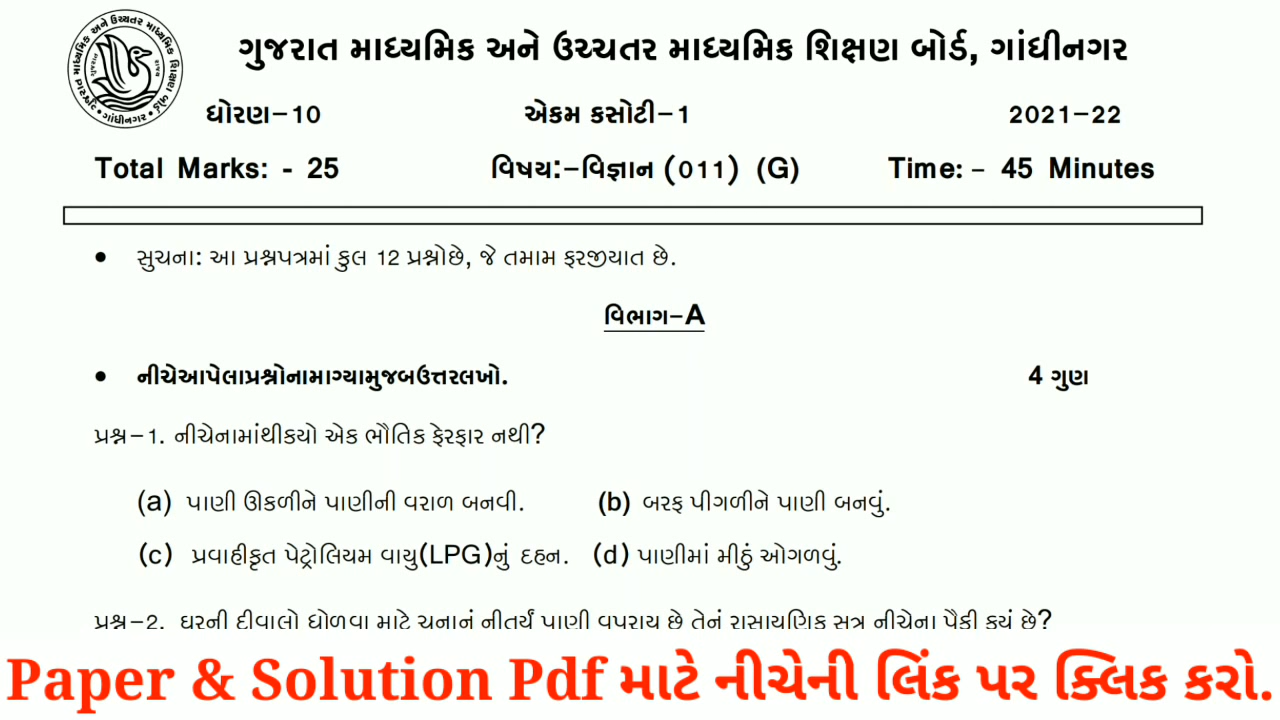 ગુજરાત માધ્યમિક અને ઉચ્ચતર માધ્યમિક શિક્ષણ બોર્ડ, ગાંધીનગર
ધોરણ-10 એકમ કસોટી-1 2021-22
Total Marks: - 25 વિષય:-વિજ્ઞાન (011) (G) Time: - 45 Minutes
• સુચના: આ પ્રશ્નપત્રમાં કુલ 12 પ્રશ્નોછે, જે તમામ ફરજીયાત છે.
વિભાગ-A
• નીચેઆપેલાપ્રશ્નોનામાગ્યામુજબઉત્તરલખો. 4 ગુણ
પ્રશ્ન-1. નીચેનામાંથીકયો એક ભૌતિક ફેરફાર નથી?
(a) પાણી ઊકળીને પાણીની વરાળ બનવી. (b) બરફ પીગળીને પાણી બનવું.
(c) પ્રવાહીકૃત પેટ્રોલિયમ વાયુ(LPG)નું દહન. (d) પાણીમાં મીઠું ઓગળવું.
પ્રશ્ન-2. ઘરની દીવાલો ધોળવા માટે ચનાનં નીતર્યં પાણી વપરાય છે તેનં રાસાયણિક સત્ર નીચેના પૈકી કયં છે?
Paper & Solution Pdf માટે નીચેની લિંક પર ક્લિક કરો.